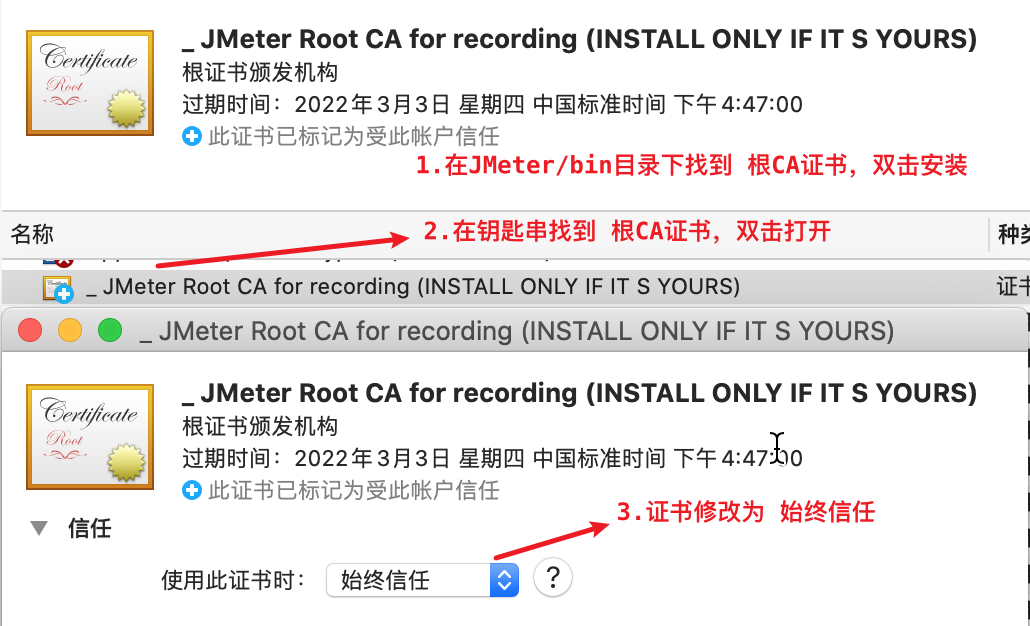 Certificate
Root
_ JMeter Root CA for recording (INSTALL ONLY IF IT S YOURS)
根证书颁发机构
过期时间：2022年3月3日 星期四 中国标准时间 下午4:47:00
此证书已标记为受此帐户信任
1.在JMeter/bin目录下找到 根CA证书，双击安装
名称
2.在钥匙串找到 根CA证书，双击打开
种类
_ JMeter Root CA for recording (INSTALL ONLY IF IT S YOURS)
证书
_ JMeter Root CA for recording (INSTALL ONLY IF IT S YOURS)
Certificate
Root
_ JMeter Root CA for recording (INSTALL ONLY IF IT S YOURS)
根证书颁发机构
过期时间：2022年3月3日 星期四 中国标准时间 下午4:47:00
此证书已标记为受此帐户信任
3.证书修改为 始终信任
信任
使用此证书时：
始终信任
?